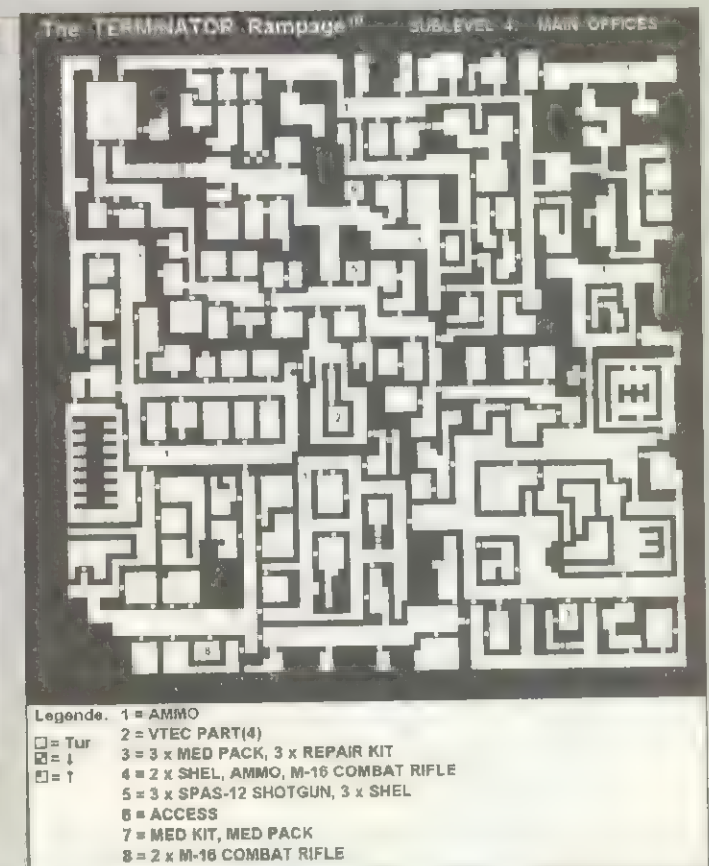 The TERMINATOR Rampage™ SUBLEVEL 4: MAIN OFFICES
2
8
Legende. 1 = AMMO
2 = VTEC PART(4)
= Tur
3 = 3 x MED PACK, 3 x REPAIR KIT
= ↓
4 = 2 x SHEL, AMMO, M-16 COMBAT RIFLE
= ↑
5 = 3 x SPAS-12 SHOTGUN, 3 x SHEL
6 = ACCESS
7 = MED KIT, MED PACK
8 = 2 x M-16 COMBAT RIFLE